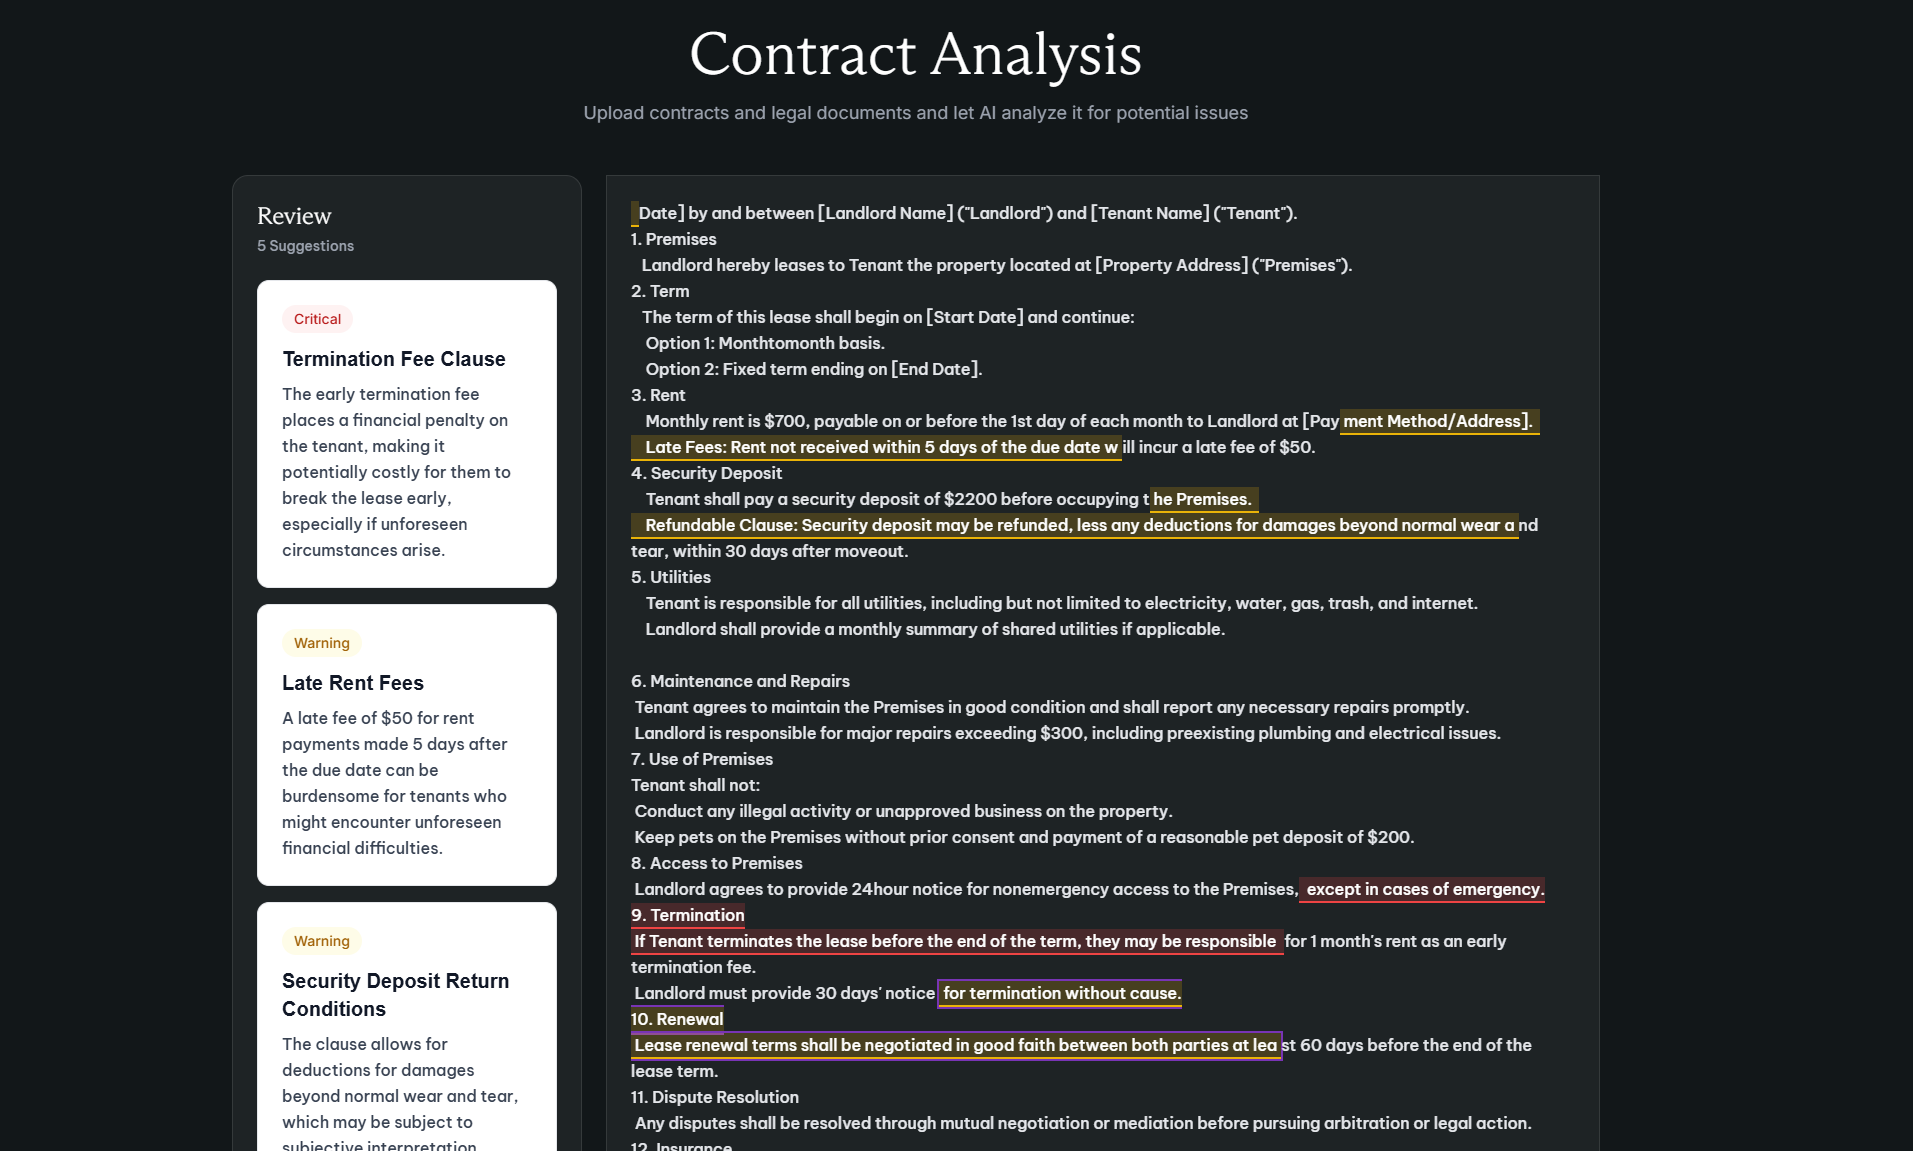 Contract Analysis
Upload contracts and legal documents and let AI analyze it for potential issues
Review
5 Suggestions
Critical
Termination Fee Clause
The early termination fee
places a financial penalty on
the tenant, making it
potentially costly for them to
break the lease early,
especially if unforeseen
circumstances arise.
Warning
Late Rent Fees
A late fee of $50 for rent
payments made 5 days after
the due date can be
burdensome for tenants who
might encounter unforeseen
financial difficulties.
Warning
Security Deposit Return
Conditions
The clause allows for
deductions for damages
beyond normal wear and tear,
which may be subject to
subjective interpretation
Date] by and between [Landlord Name] ("Landlord") and [Tenant Name] ("Tenant").
1. Premises
Landlord hereby leases to Tenant the property located at [Property Address] ("Premises").
2. Term
The term of this lease shall begin on [Start Date] and continue:
Option 1: Monthtomonth basis.
Option 2: Fixed term ending on [End Date].
3. Rent
Monthly rent is $700, payable on or before the 1st day of each month to Landlord at [Pay ment Method/Address].
Late Fees: Rent not received within 5 days of the due date w ill incur a late fee of $50.
4. Security Deposit
Tenant shall pay a security deposit of $2200 before occupying t he Premises.
Refundable Clause: Security deposit may be refunded, less any deductions for damages beyond normal wear a nd
tear, within 30 days after moveout.
5. Utilities
Tenant is responsible for all utilities, including but not limited to electricity, water, gas, trash, and internet.
Landlord shall provide a monthly summary of shared utilities if applicable.
6. Maintenance and Repairs
Tenant agrees to maintain the Premises in good condition and shall report any necessary repairs promptly.
Landlord is responsible for major repairs exceeding $300, including preexisting plumbing and electrical issues.
7. Use of Premises
Tenant shall not:
Conduct any illegal activity or unapproved business on the property.
Keep pets on the Premises without prior consent and payment of a reasonable pet deposit of $200.
8. Access to Premises
Landlord agrees to provide 24hour notice for nonemergency access to the Premises, except in cases of emergency.
9. Termination
If Tenant terminates the lease before the end of the term, they may be responsible for 1 month's rent as an early
termination fee.
Landlord must provide 30 days' notice for termination without cause.
10. Renewal
Lease renewal terms shall be negotiated in good faith between both parties at lea st 60 days before the end of the
lease term.
11. Dispute Resolution
Any disputes shall be resolved through mutual negotiation or mediation before pursuing arbitration or legal action.
12. Insurance